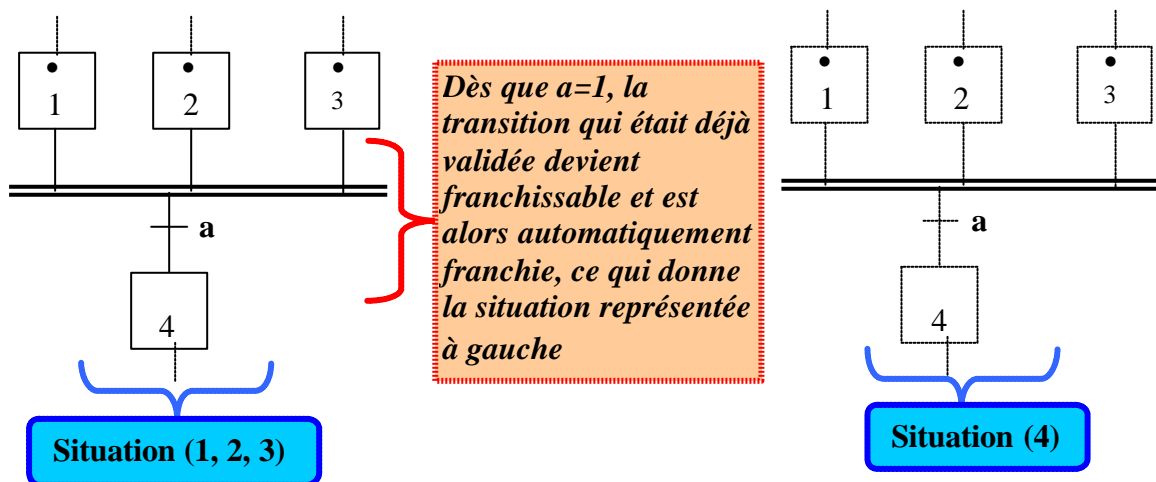 1 2 3
a
4
Situation (1, 2, 3)
Dès que a=1, la
transition qui était déjà
validée devient
franchissable et est
alors automatiquement
franchie, ce qui donne
la situation représentée
à gauche
1 2 3
a
4
Situation (4)